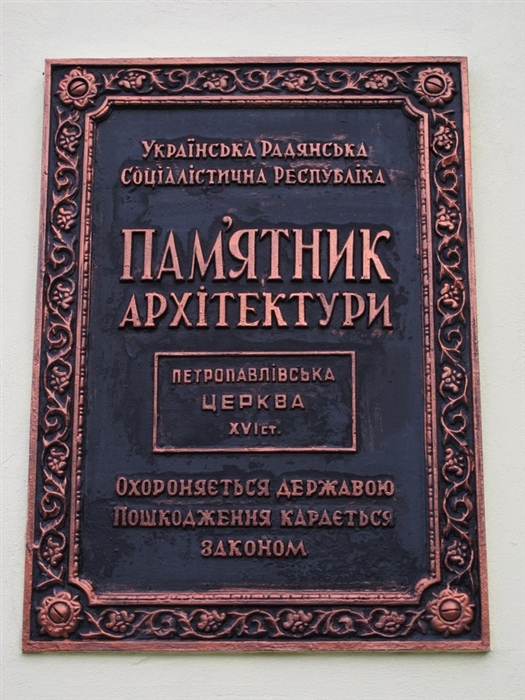 Українська Радянська
Соціалістична Республіка
Пам'ятник
архітектури
ПЕТРОПАВЛІВСЬКА
ЦЕРКВА
XVI ст.
Охороняється державою
Пошкодження карається
законом